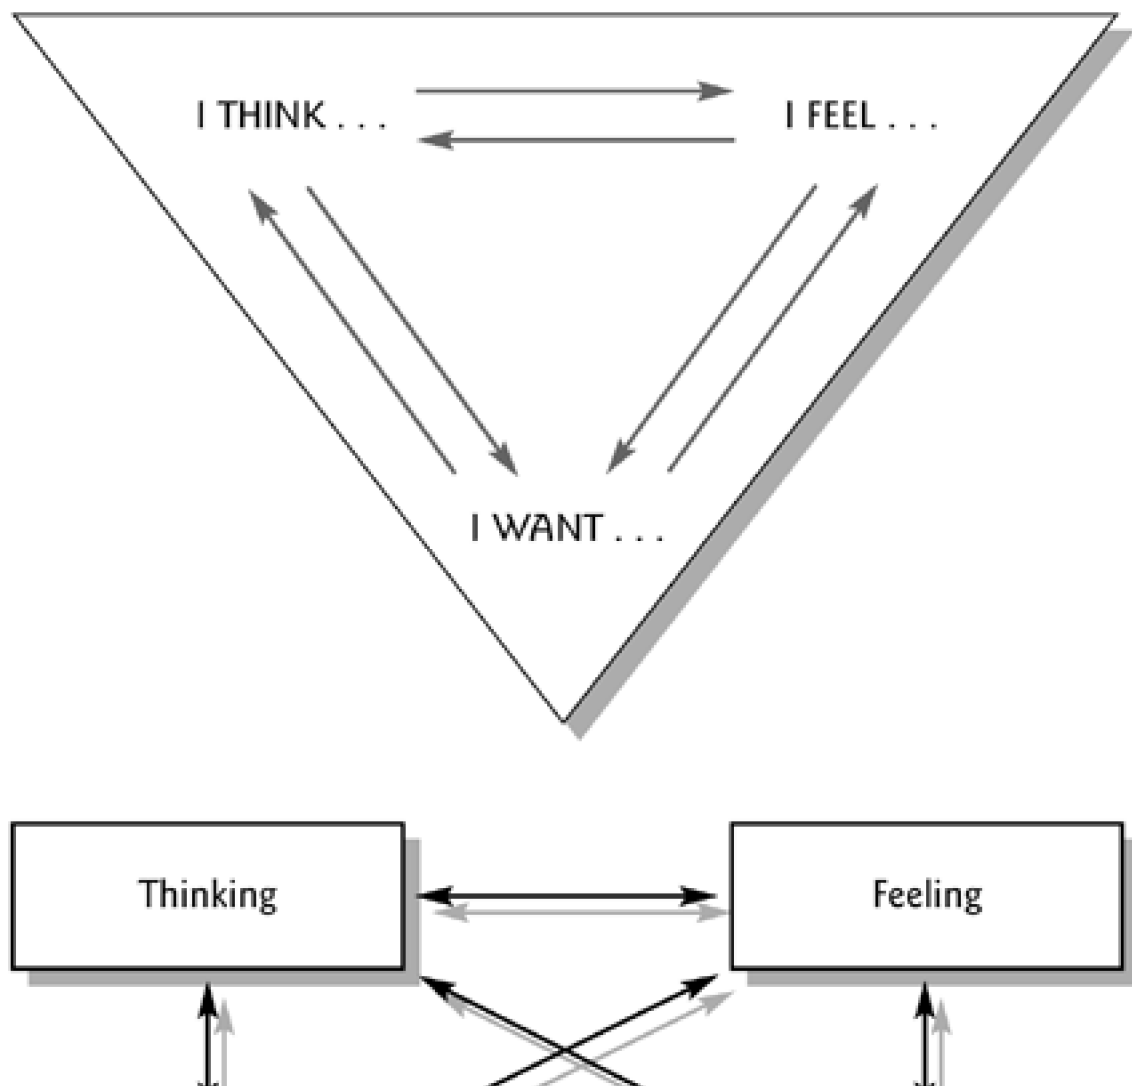 I THINK . . .
I FEEL . . .
I WANT . . .
Thinking
Feeling